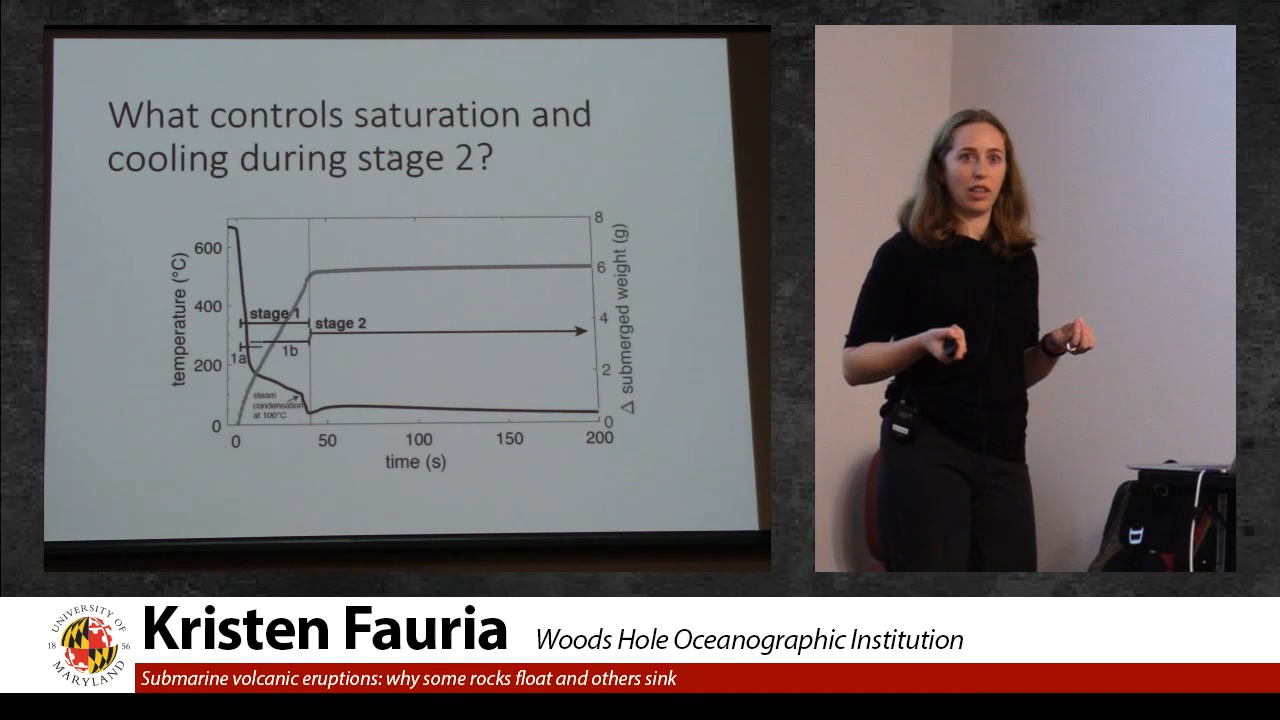 What controls saturation and
cooling during stage 2?
8
600
6
400
stage 1
4
stage 2
1a
1b
200
2
steam
condensation
at 100°C
0
0
0
50
100
150
200
temperature (°C)
time (s)
Δ submerged weight (g)
UNIVERSITY OF
18 56
MARYLAND
Kristen Fauria Woods Hole Oceanographic Institution
Submarine volcanic eruptions: why some rocks float and others sink